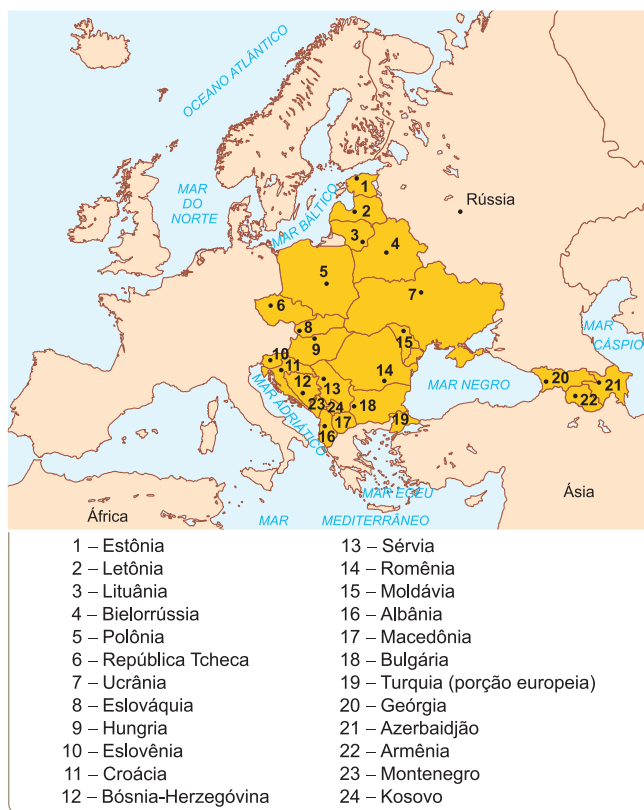 OCEANO ATLÂNTICO
MAR
DO
NORTE
MAR BÁLTICO
Rússia
1
2
3
4
5
6
7
8
9
10
11
12
13
14
15
16
17
18
19
20
21
22
23
24
MAR
CÁSPIO
MAR NEGRO
MAR ADRIÁTICO
MAR EGEU
MAR MEDITERRÂNEO
África
Ásia
1 – Estônia
2 – Letônia
3 – Lituânia
4 – Bielorrússia
5 – Polônia
6 – República Tcheca
7 – Ucrânia
8 – Eslováquia
9 – Hungria
10 – Eslovênia
11 – Croácia
12 – Bósnia-Herzegóvina
13 – Sérvia
14 – Romênia
15 – Moldávia
16 – Albânia
17 – Macedônia
18 – Bulgária
19 – Turquia (porção europeia)
20 – Geórgia
21 – Azerbaidjão
22 – Armênia
23 – Montenegro
24 – Kosovo